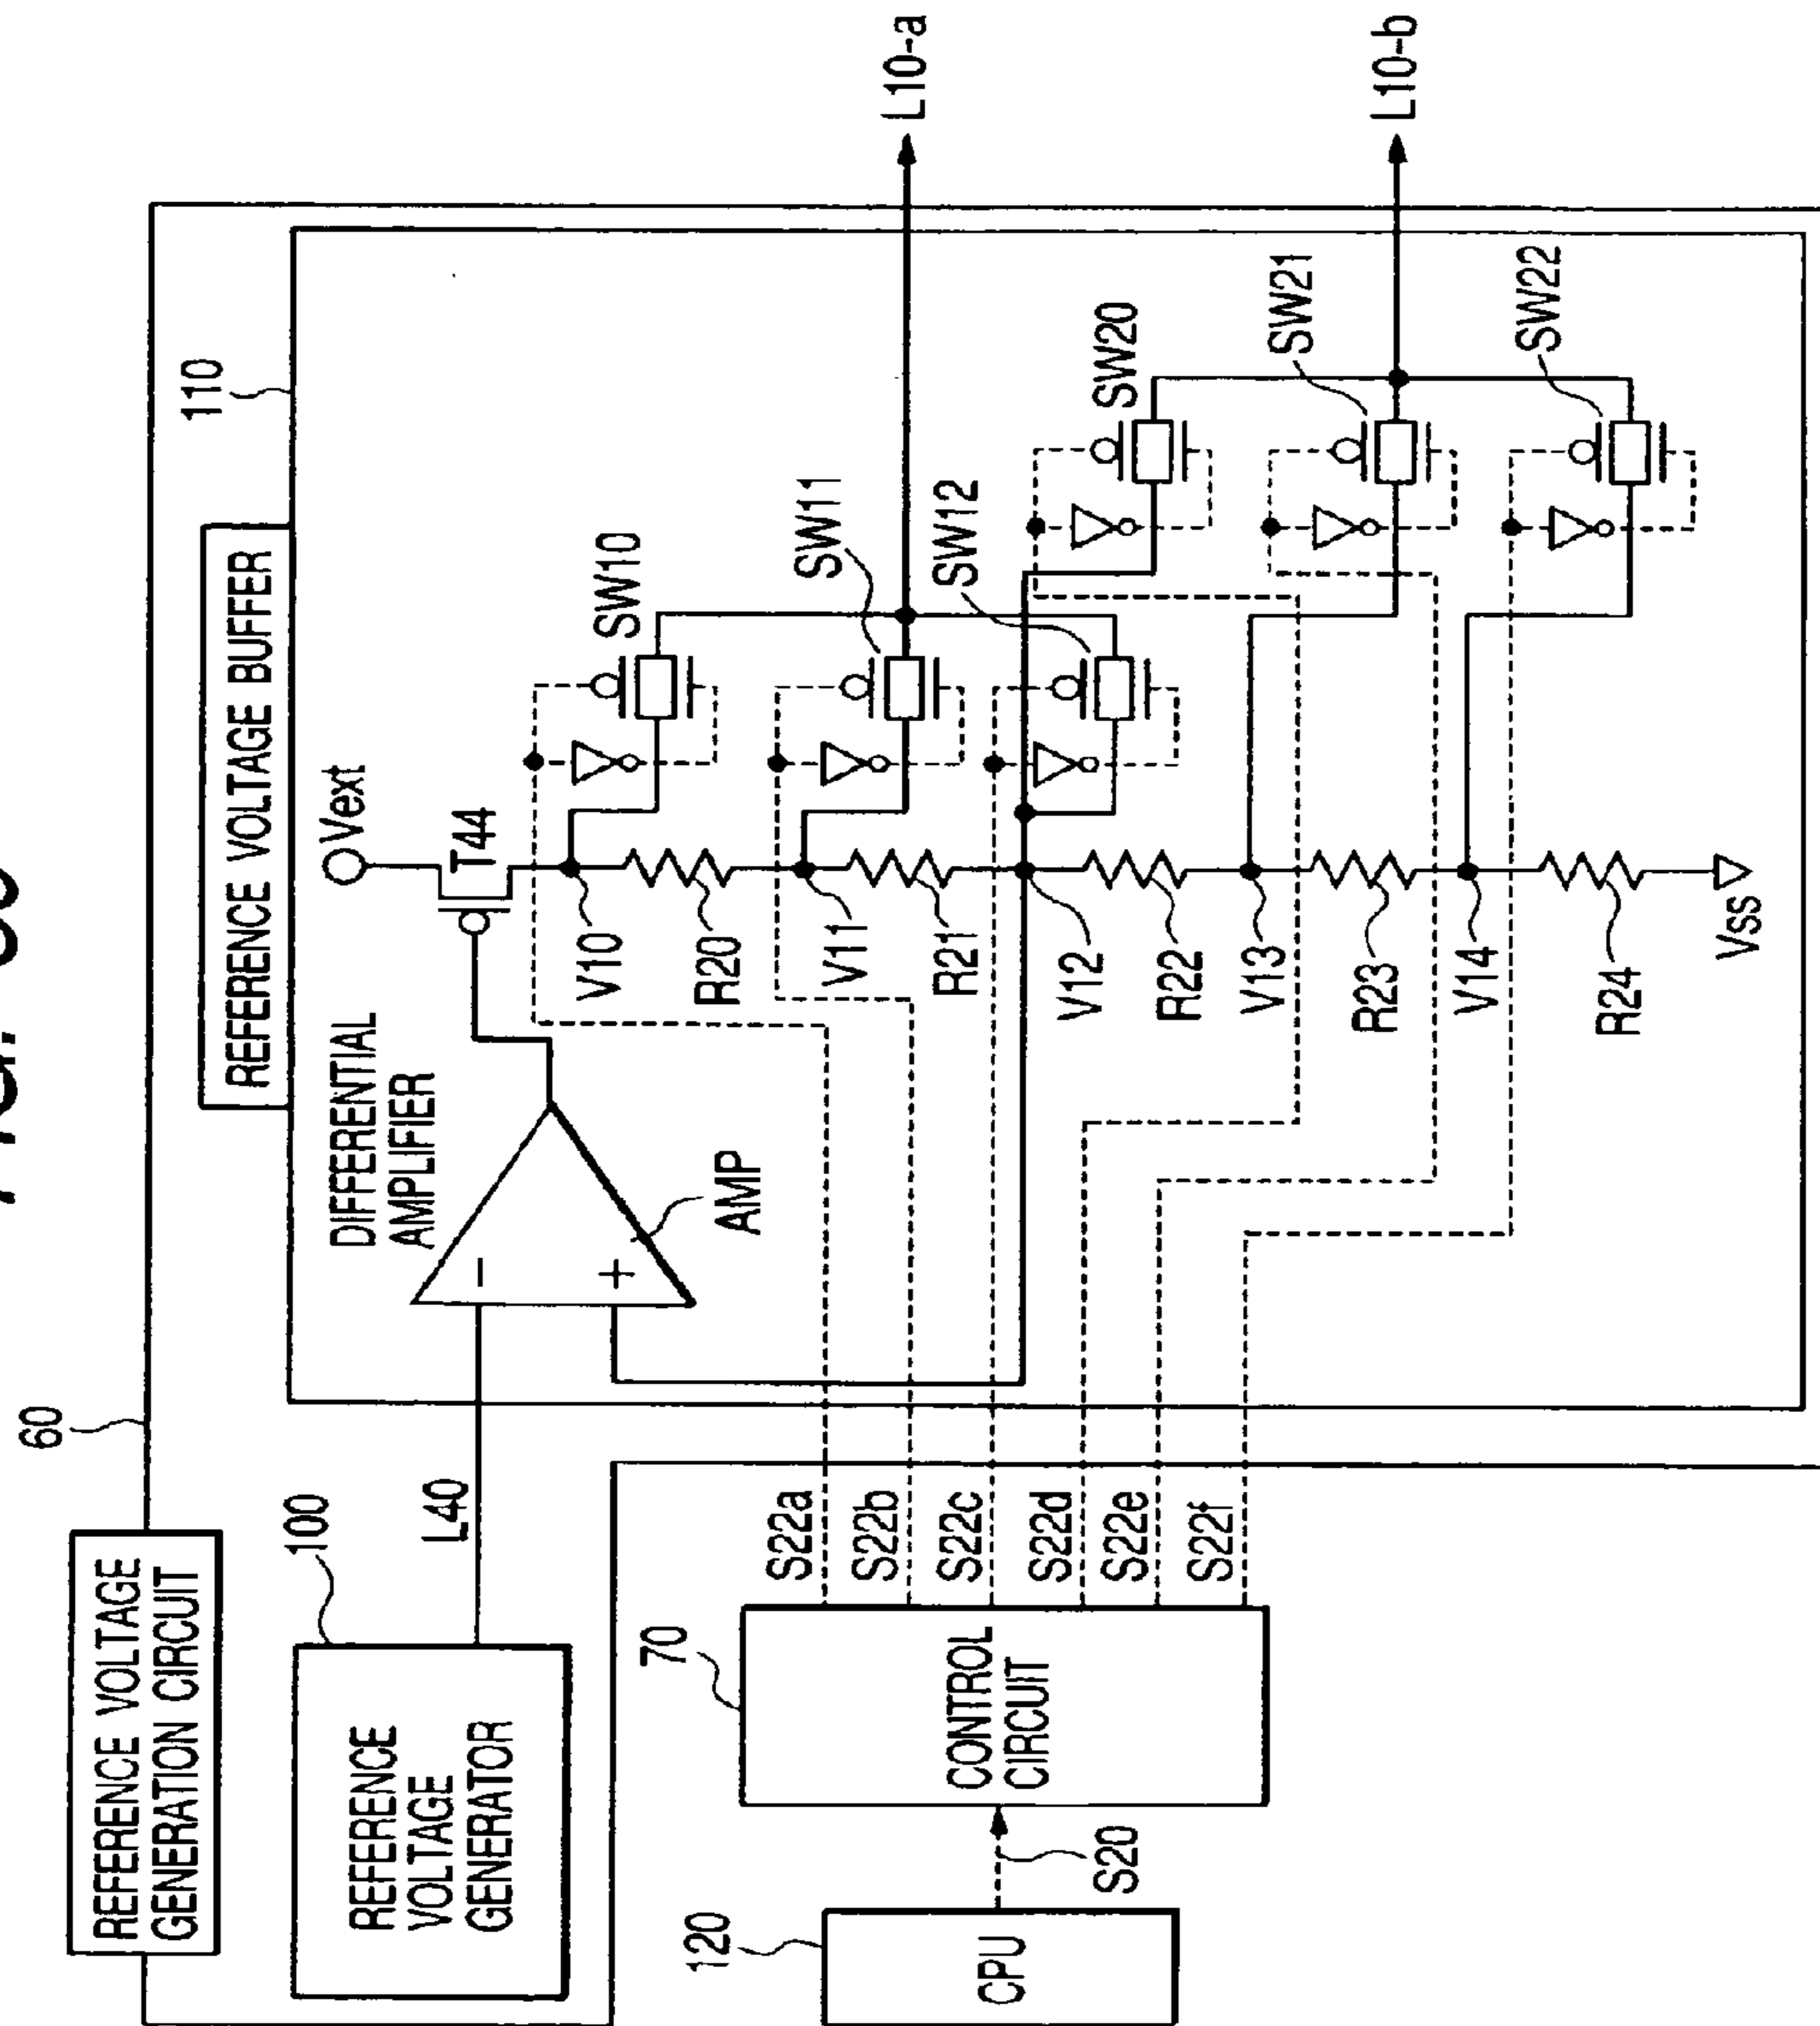 60
REFERENCE VOLTAGE
GENERATION CIRCUIT
100
REFERENCE
VOLTAGE
GENERATOR
L40
110
REFERENCE VOLTAGE BUFFER
DIFFERENTIAL
AMPLIFIER
−
+
AMP
Vext
T44
V10
R20
V11
R21
V12
R22
V13
R23
V14
R24
Vss
SW10
SW11
SW12
SW20
SW21
SW22
L10-a
L10-b
120
CPU
S20
70
CONTROL
CIRCUIT
S22a
S22b
S22c
S22d
S22e
S22f